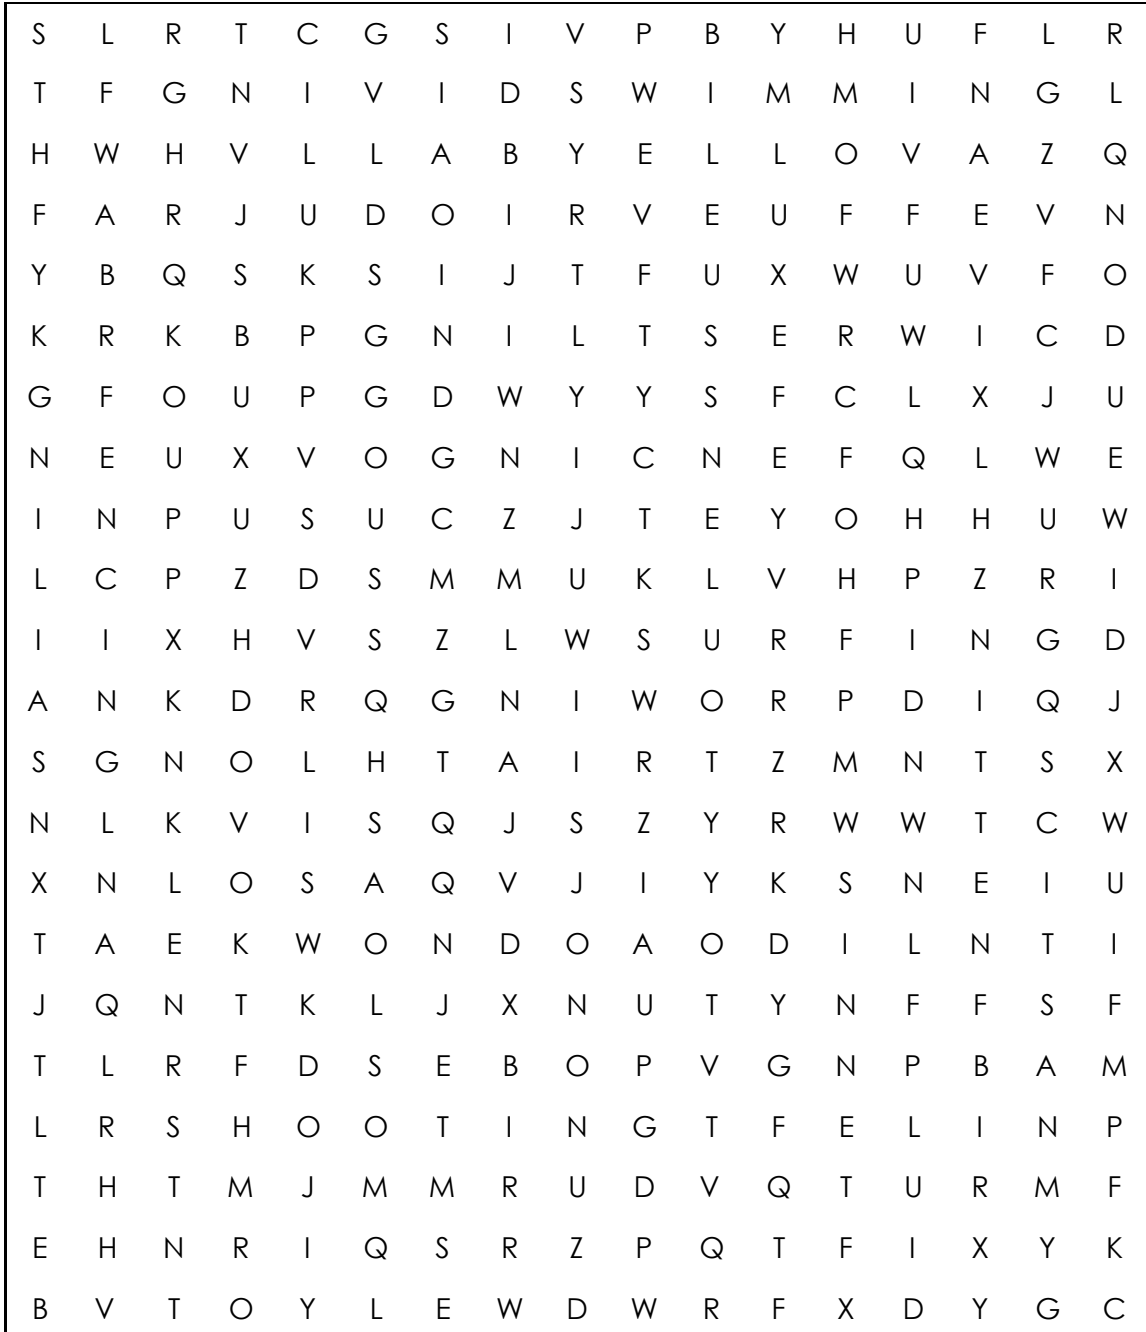 S L R T C G S I V P B Y H U F L R
T F G N I V I D S W I M M I N G L
H W H V L L A B Y E L L O V A Z Q
F A R J U D O I R V E U F F E V N
Y B Q S K S I J T F U X W U V F O
K R K B P G N I L T S E R W I C D
G F O U P G D W Y Y S F C L X J U
N E U X V O G N I C N E F Q L W E
I N P U S U C Z J T E Y O H H U W
L C P Z D S M M U K L V H P Z R I
I I X H V S Z L W S U R F I N G D
A N K D R Q G N I W O R P D I Q J
S G N O L H T A I R T Z M N T S X
N L K V I S Q J S Z Y R W W T C W
X N L O S A Q V J I Y K S N E I U
T A E K W O N D O A O D I L N T I
J Q N T K L J X N U T Y N F F S F
T L R F D S E B O P V G N P B A M
L R S H O O T I N G T F E L I N P
T H T M J M M R U D V Q T U R M F
E H N R I Q S R Z P Q T F I X Y K
B V T O Y L E W D W R F X D Y G C